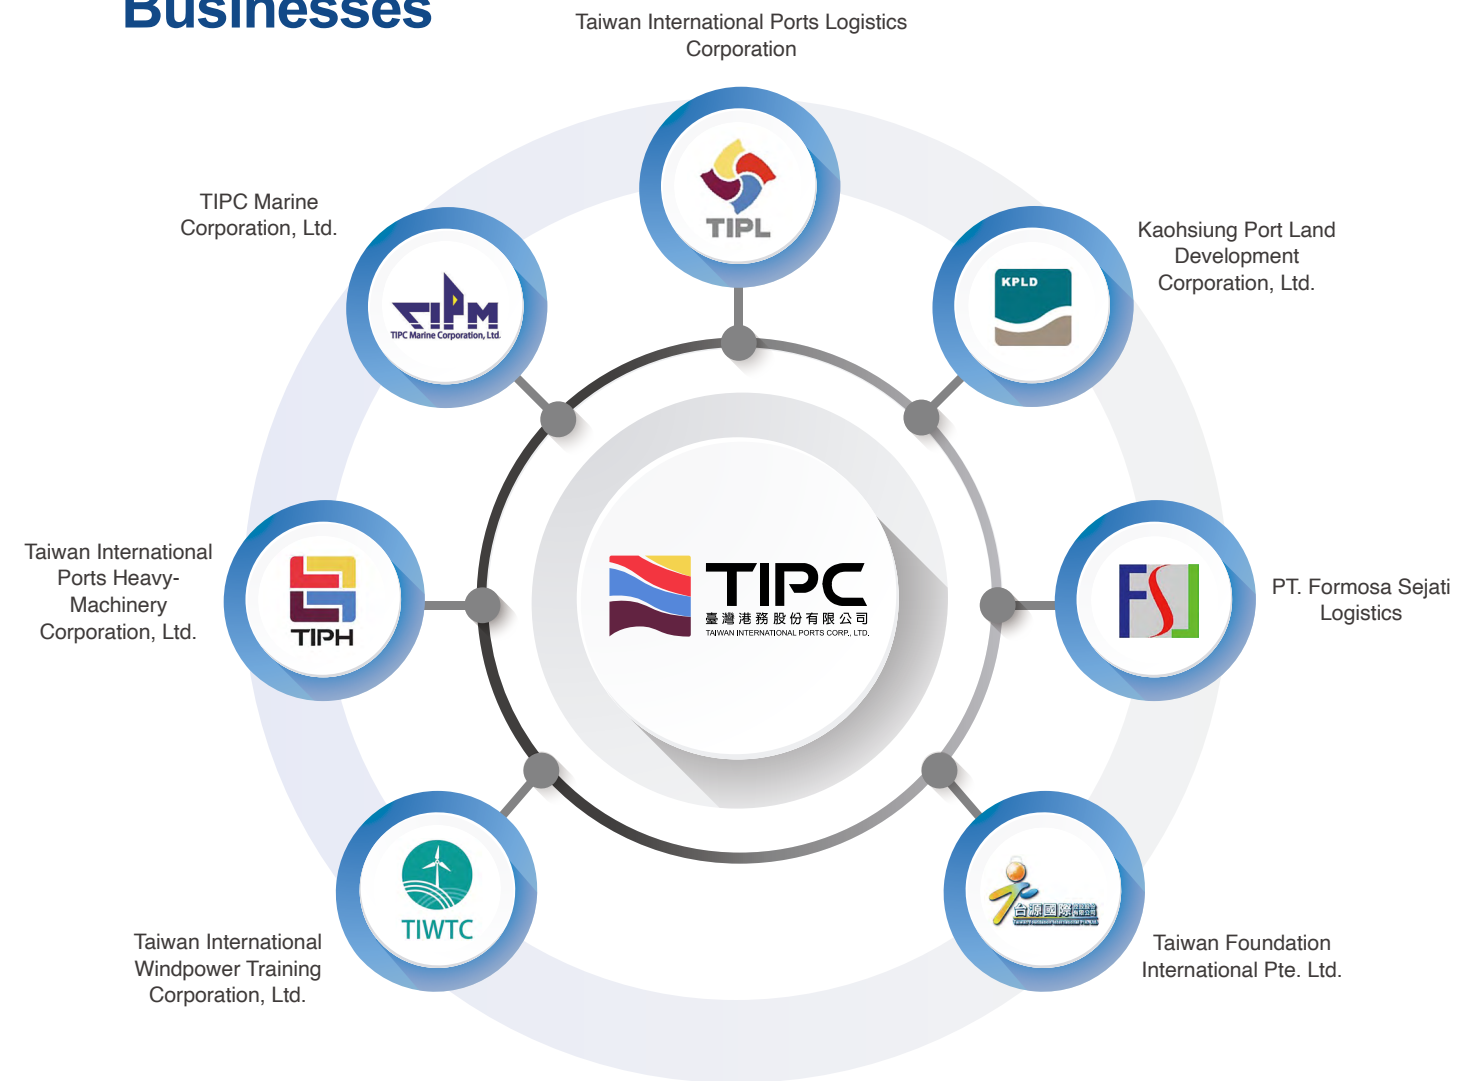 Businesses
Taiwan International Ports Logistics
Corporation
TIPL
TIPC Marine
Corporation, Ltd.
TIPM
TIPC Marine Corporation, Ltd.
Kaohsiung Port Land
Development
Corporation, Ltd.
KPLD
Taiwan International
Ports Heavy-
Machinery
Corporation, Ltd.
TIPH
TIPC
臺灣港務股份有限公司
TAIWAN INTERNATIONAL PORTS CORP., LTD.
FSL
PT. Formosa Sejati
Logistics
TIWTC
Taiwan International
Windpower Training
Corporation, Ltd.
台源國際
Taiwan Foundation
International Pte. Ltd.